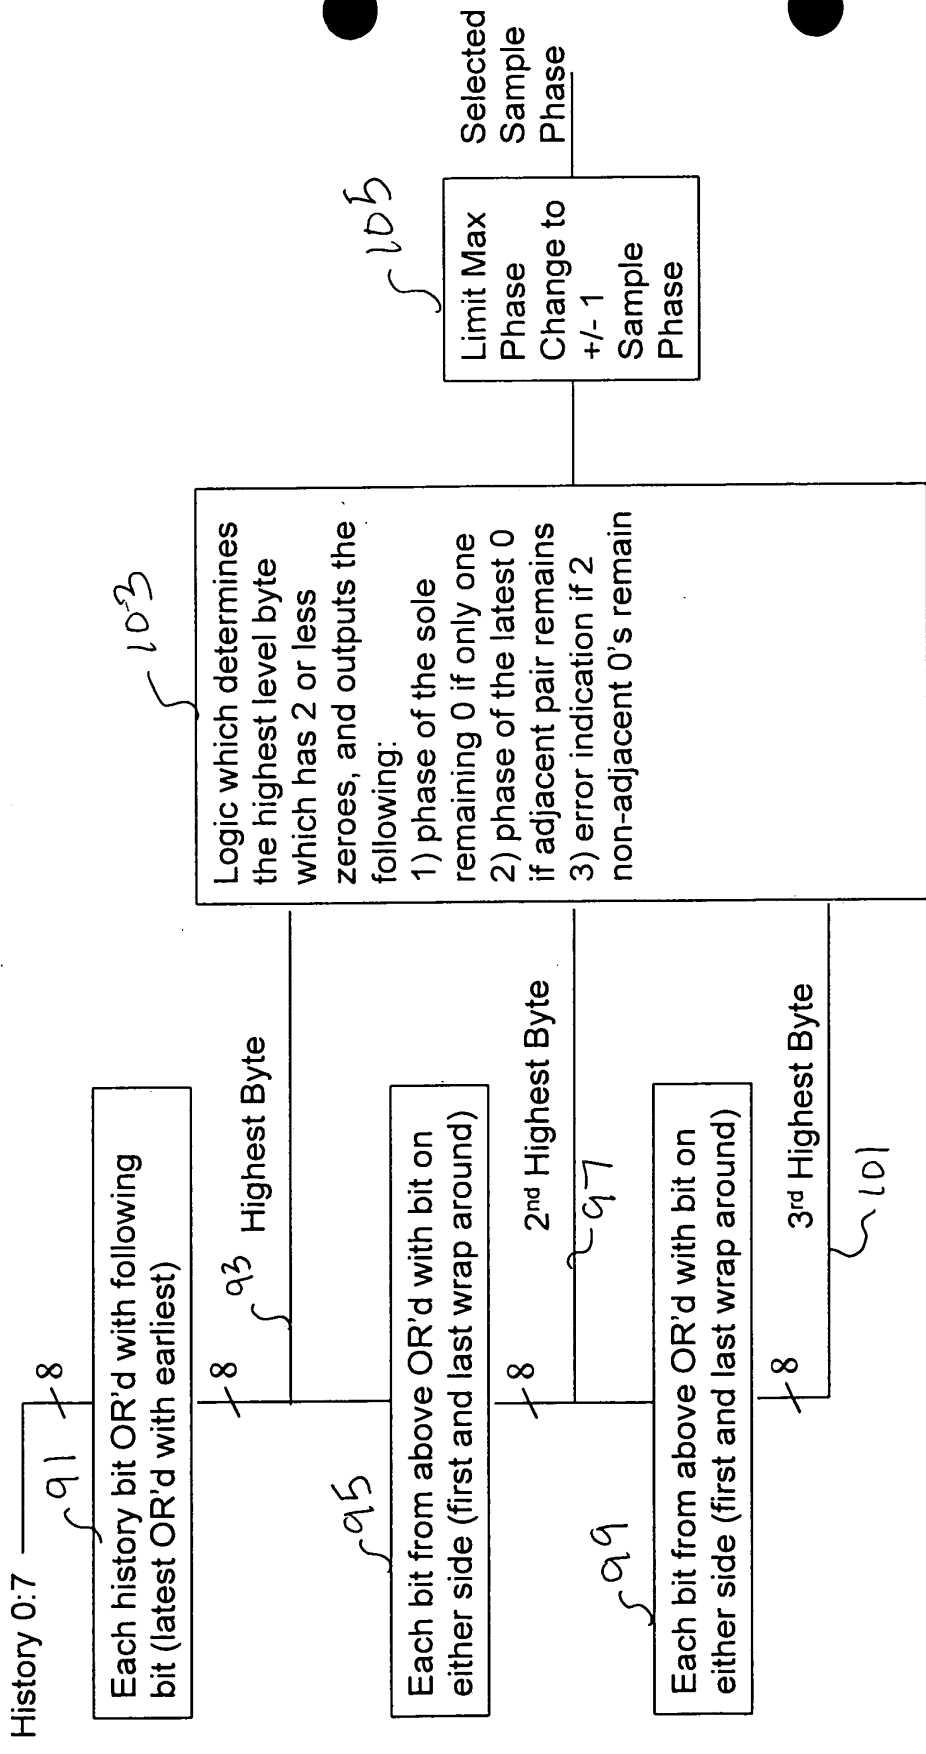 History 0:7
8
91
Each history bit OR'd with following
bit (latest OR'd with earliest)
8
93
Highest Byte
95
Each bit from above OR'd with bit on
either side (first and last wrap around)
8
2nd Highest Byte
97
99
Each bit from above OR'd with bit on
either side (first and last wrap around)
8
3rd Highest Byte
101
103
Logic which determines
the highest level byte
which has 2 or less
zeroes, and outputs the
following:
1) phase of the sole
remaining 0 if only one
2) phase of the latest 0
if adjacent pair remains
3) error indication if 2
non-adjacent 0's remain
105
Limit Max
Phase
Change to
+/- 1
Sample
Phase
Selected
Sample
Phase